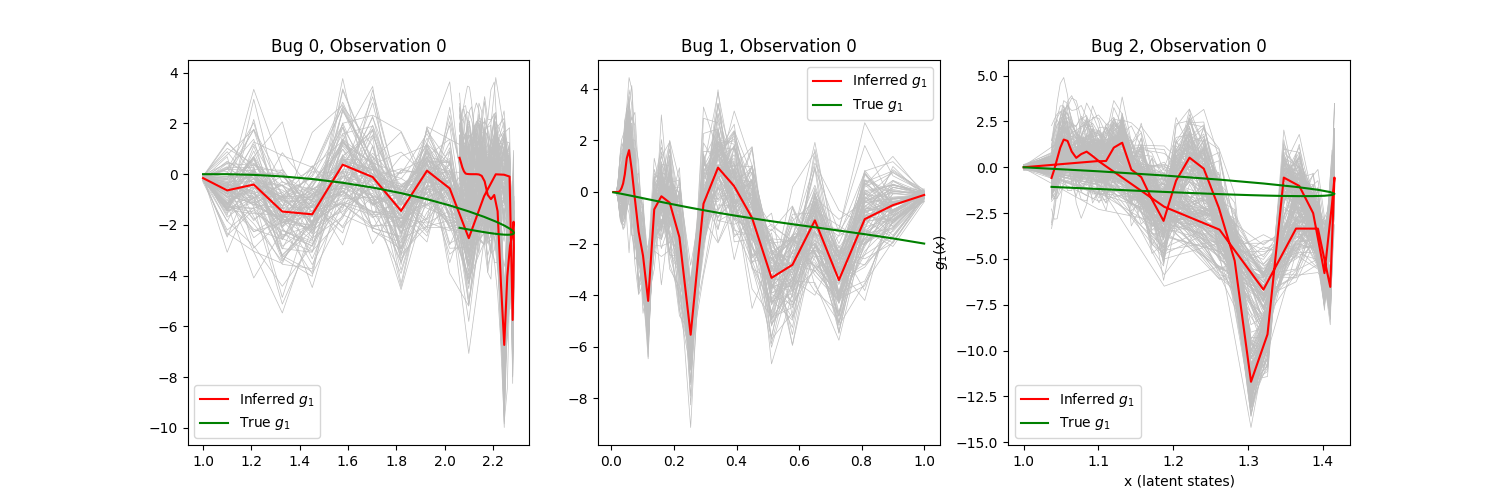 Bug 0, Observation 0
4
2
0
−2
−4
−6
−8
−10
1.0 1.2 1.4 1.6 1.8 2.0 2.2
Inferred g₁
True g₁
Bug 1, Observation 0
4
2
0
−2
−4
−6
−8
0.0 0.2 0.4 0.6 0.8 1.0
Inferred g₁
True g₁
Bug 2, Observation 0
g₁(x)
5.0
2.5
0.0
−2.5
−5.0
−7.5
−10.0
−12.5
−15.0
1.0 1.1 1.2 1.3 1.4
x (latent states)
Inferred g₁
True g₁